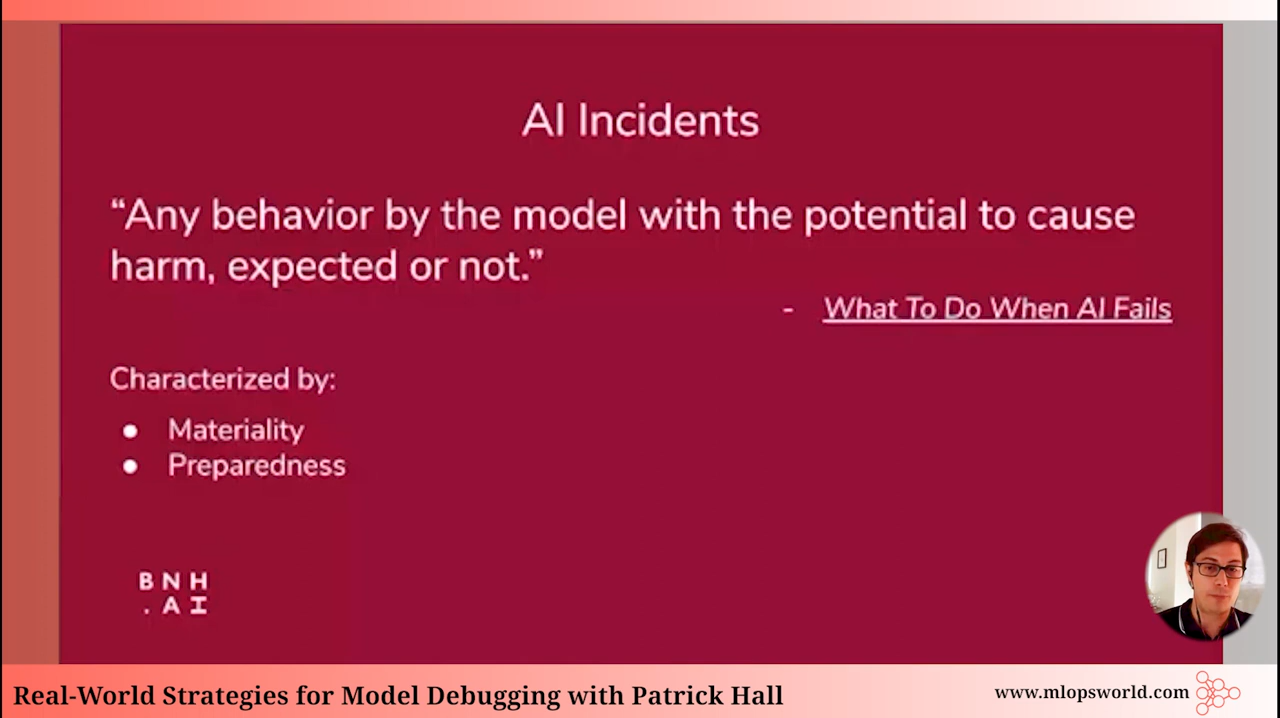 AI Incidents
“Any behavior by the model with the potential to cause
harm, expected or not.”
- What To Do When AI Fails
Characterized by:
● Materiality
● Preparedness
BNH
.AI
Real-World Strategies for Model Debugging with Patrick Hall
www.mlopsworld.com